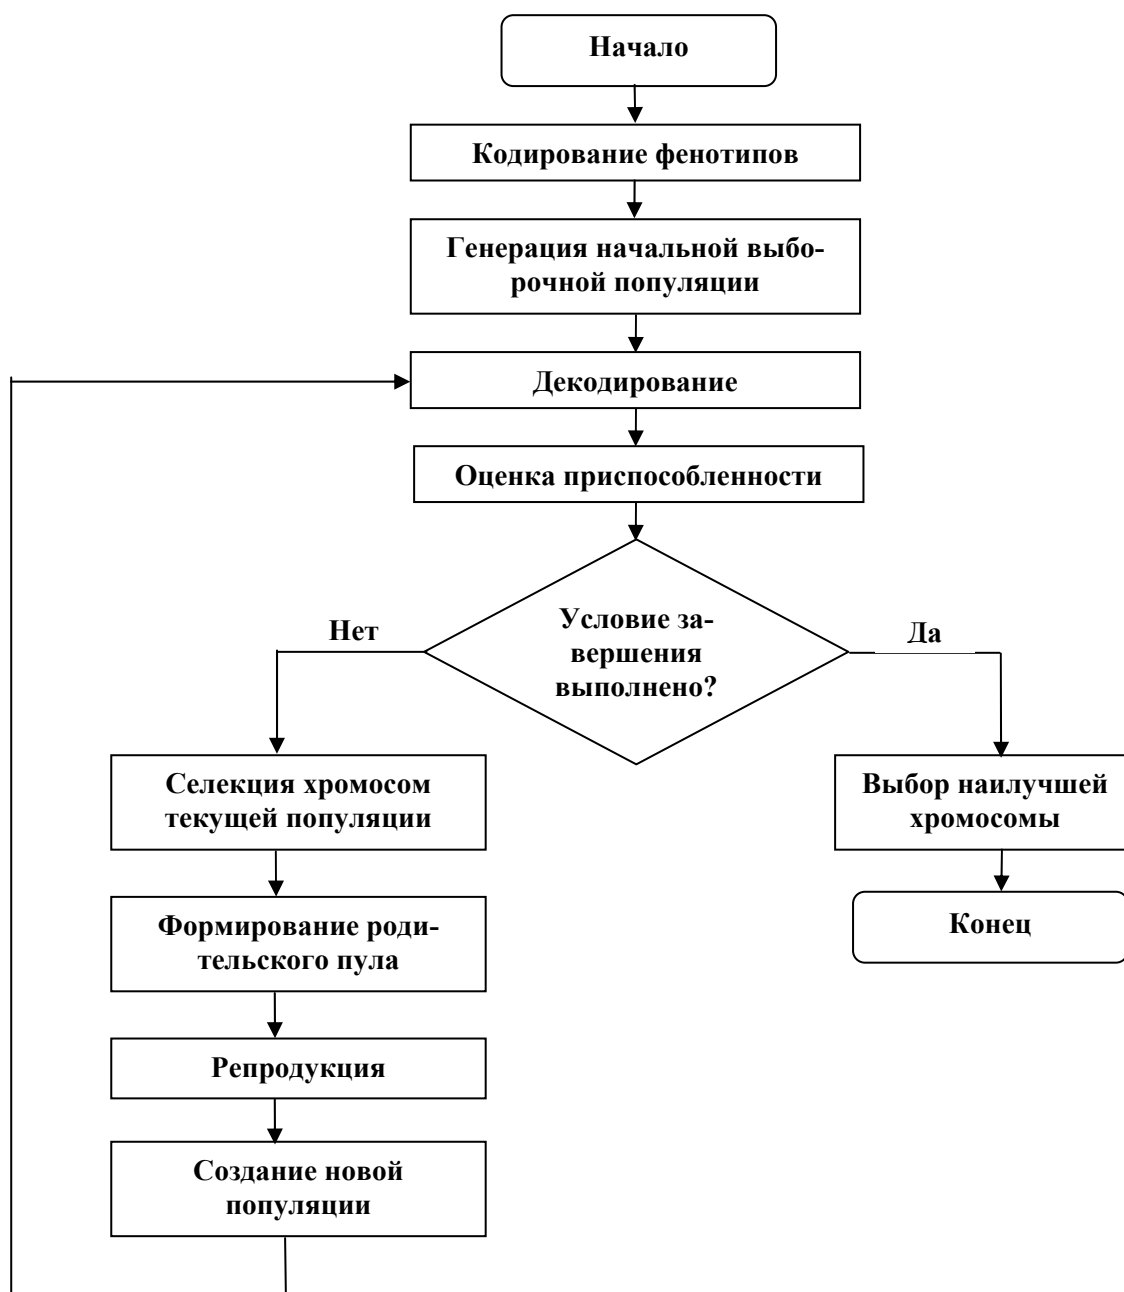 Начало
Кодирование фенотипов
Генерация начальной выбо-
рочной популяции
Декодирование
Оценка приспособленности
Условие за-
вершения
выполнено?
Нет
Да
Селекция хромосом
текущей популяции
Выбор наилучшей
хромосомы
Формирование роди-
тельского пула
Конец
Репродукция
Создание новой
популяции